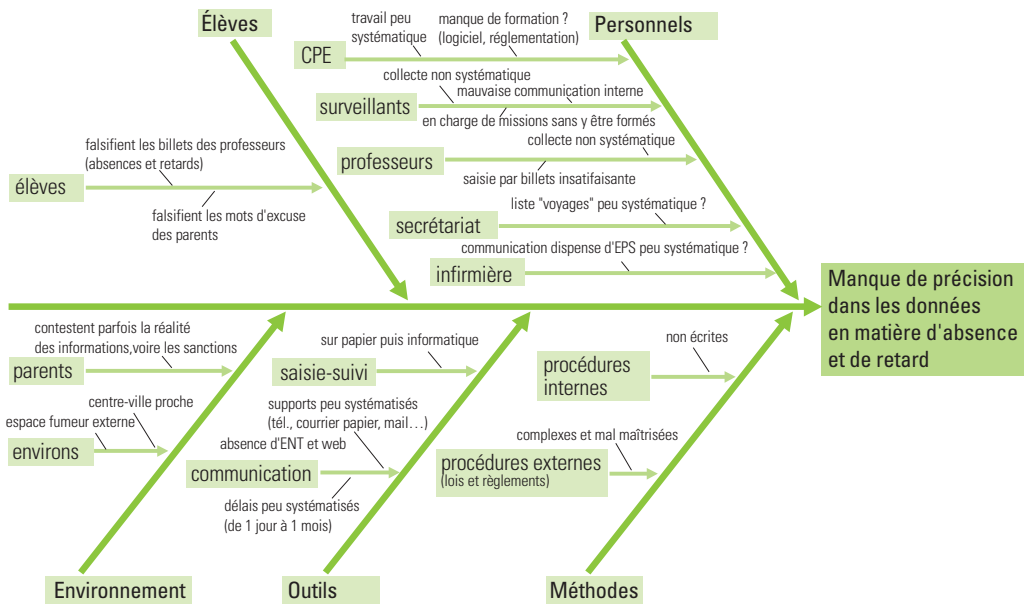 Élèves
Personnels
travail peu
systématique
manque de formation ?
(logiciel, réglementation)
CPE
collecte non systématique
mauvaise communication interne
surveillants
en charge de missions sans y être formés
collecte non systématique
professeurs
saisie par billets insatifaisante
falsifient les billets des professeurs
(absences et retards)
élèves
falsifient les mots d'excuse
des parents
liste "voyages" peu systématique ?
secrétariat
communication dispense d'EPS peu systématique ?
infirmière
Manque de précision
dans les données
en matière d'absence
et de retard
contestent parfois la réalité
des informations,voire les sanctions
parents
centre-ville proche
espace fumeur externe
environs
sur papier puis informatique
saisie-suivi
supports peu systématisés
(tél., courrier papier, mail…)
absence d'ENT et web
communication
délais peu systématisés
(de 1 jour à 1 mois)
non écrites
procédures
internes
complexes et mal maîtrisées
procédures externes
(lois et règlements)
Environnement
Outils
Méthodes